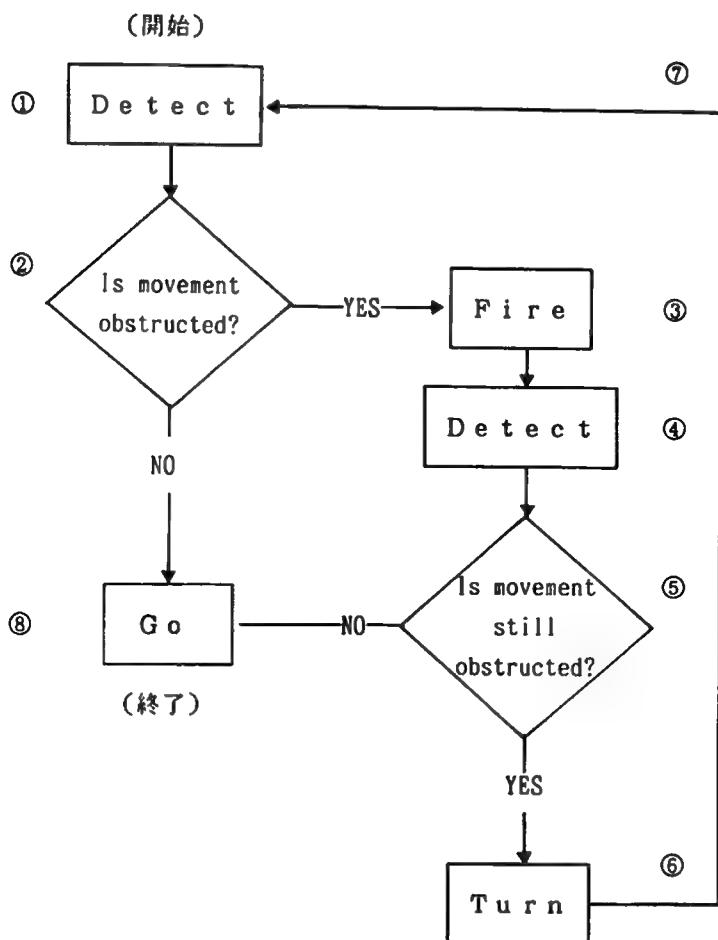 (開始)
⑦
① Detect
②
Is movement
obstructed?
YES
Fire
③
Detect
④
NO
Is movement
still
obstructed?
⑤
⑧
Go
NO
(終了)
YES
⑥
Turn